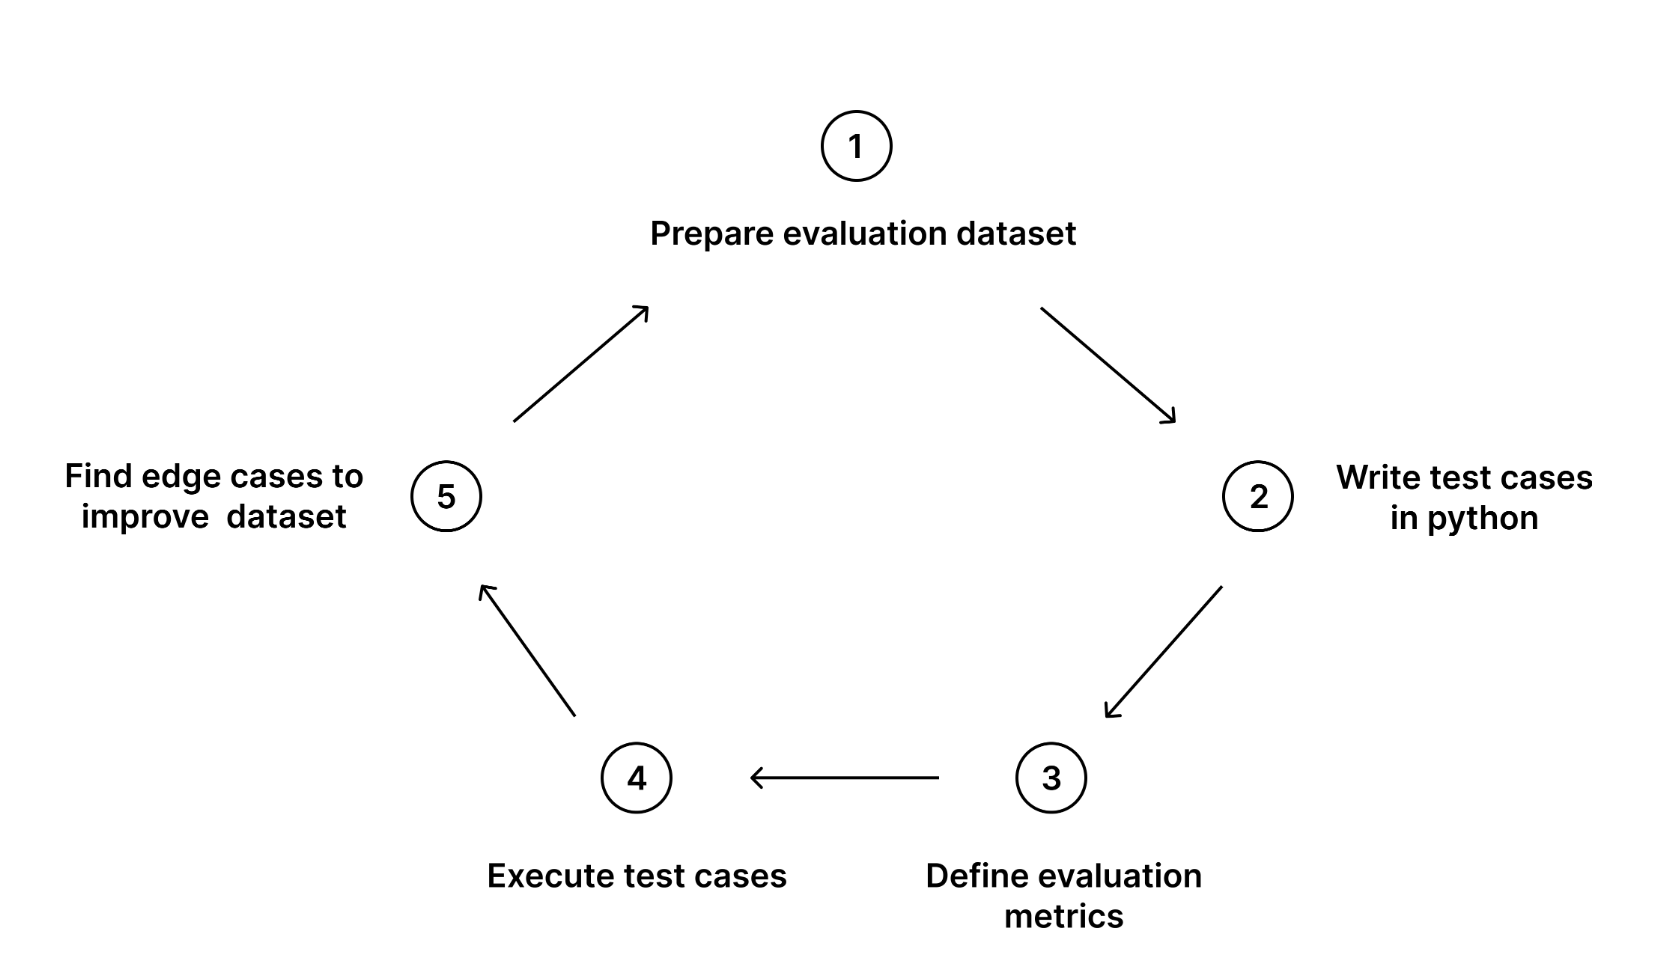 1
Prepare evaluation dataset
2
Write test cases
in python
3
Define evaluation
metrics
4
Execute test cases
5
Find edge cases to
improve  dataset